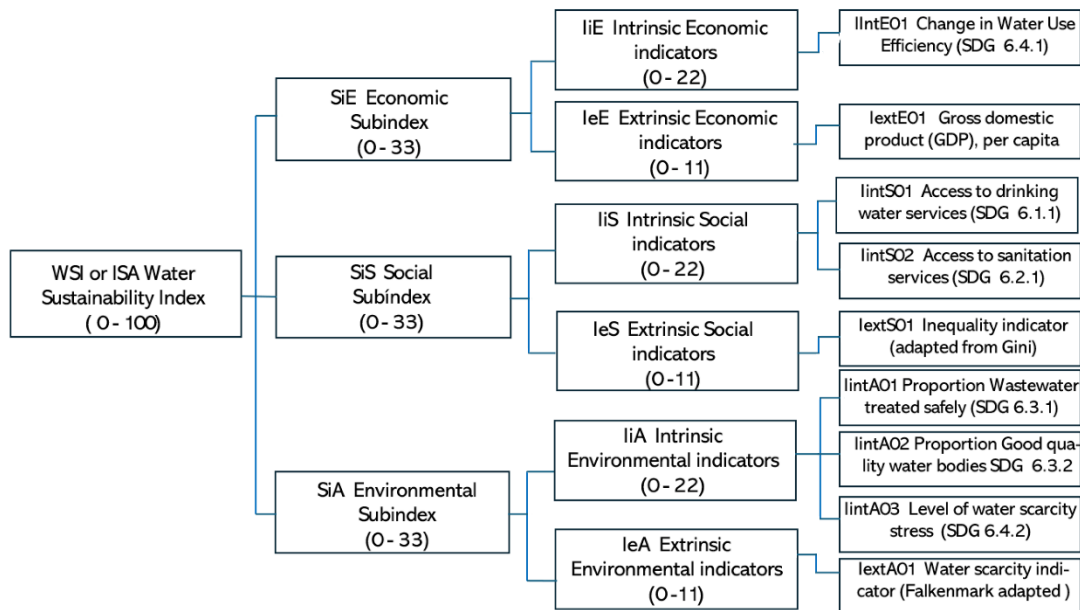 WSI or ISA Water
Sustainability Index
( 0 - 100)
SiE Economic
Subindex
(0 - 33)
IiE Intrinsic Economic
indicators
(0 - 22)
IIntE01 Change in Water Use
Efficiency (SDG 6.4.1)
IeE Extrinsic Economic
indicators
(0 - 11)
IextE01 Gross domestic
product (GDP), per capita
SiS Social
Subíndex
(0 - 33)
IiS Intrinsic Social
indicators
(0 - 22)
IintS01 Access to drinking
water services (SDG 6.1.1)
IintS02 Access to sanitation
services (SDG 6.2.1)
IeS Extrinsic Social
indicators
(0-11)
IextS01 Inequality indicator
(adapted from Gini)
SiA Environmental
Subindex
(0 - 33)
IiA Intrinsic
Environmental indicators
(0 - 22)
IintA01 Proportion Wastewater
treated safely (SDG 6.3.1)
IintA02 Proportion Good qua-
lity water bodies SDG 6.3.2
IintA03 Level of water scarcity
stress (SDG 6.4.2)
IeA Extrinsic
Environmental indicators
(0-11)
IextA01 Water scarcity indi-
cator (Falkenmark adapted )